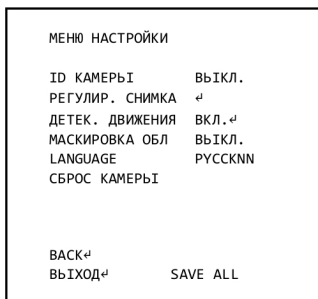 МЕНЮ НАСТРОЙКИ
ID КАМЕРЫ ВЫКЛ.
РЕГУЛИР. СНИМКА ↵
ДЕТЕК. ДВИЖЕНИЯ ВКЛ.↵
МАСКИРОВКА ОБЛ ВЫКЛ.
LANGUAGE PYCCKNN
СБРОС КАМЕРЫ
BACK↵
ВЫХОД↵ SAVE ALL